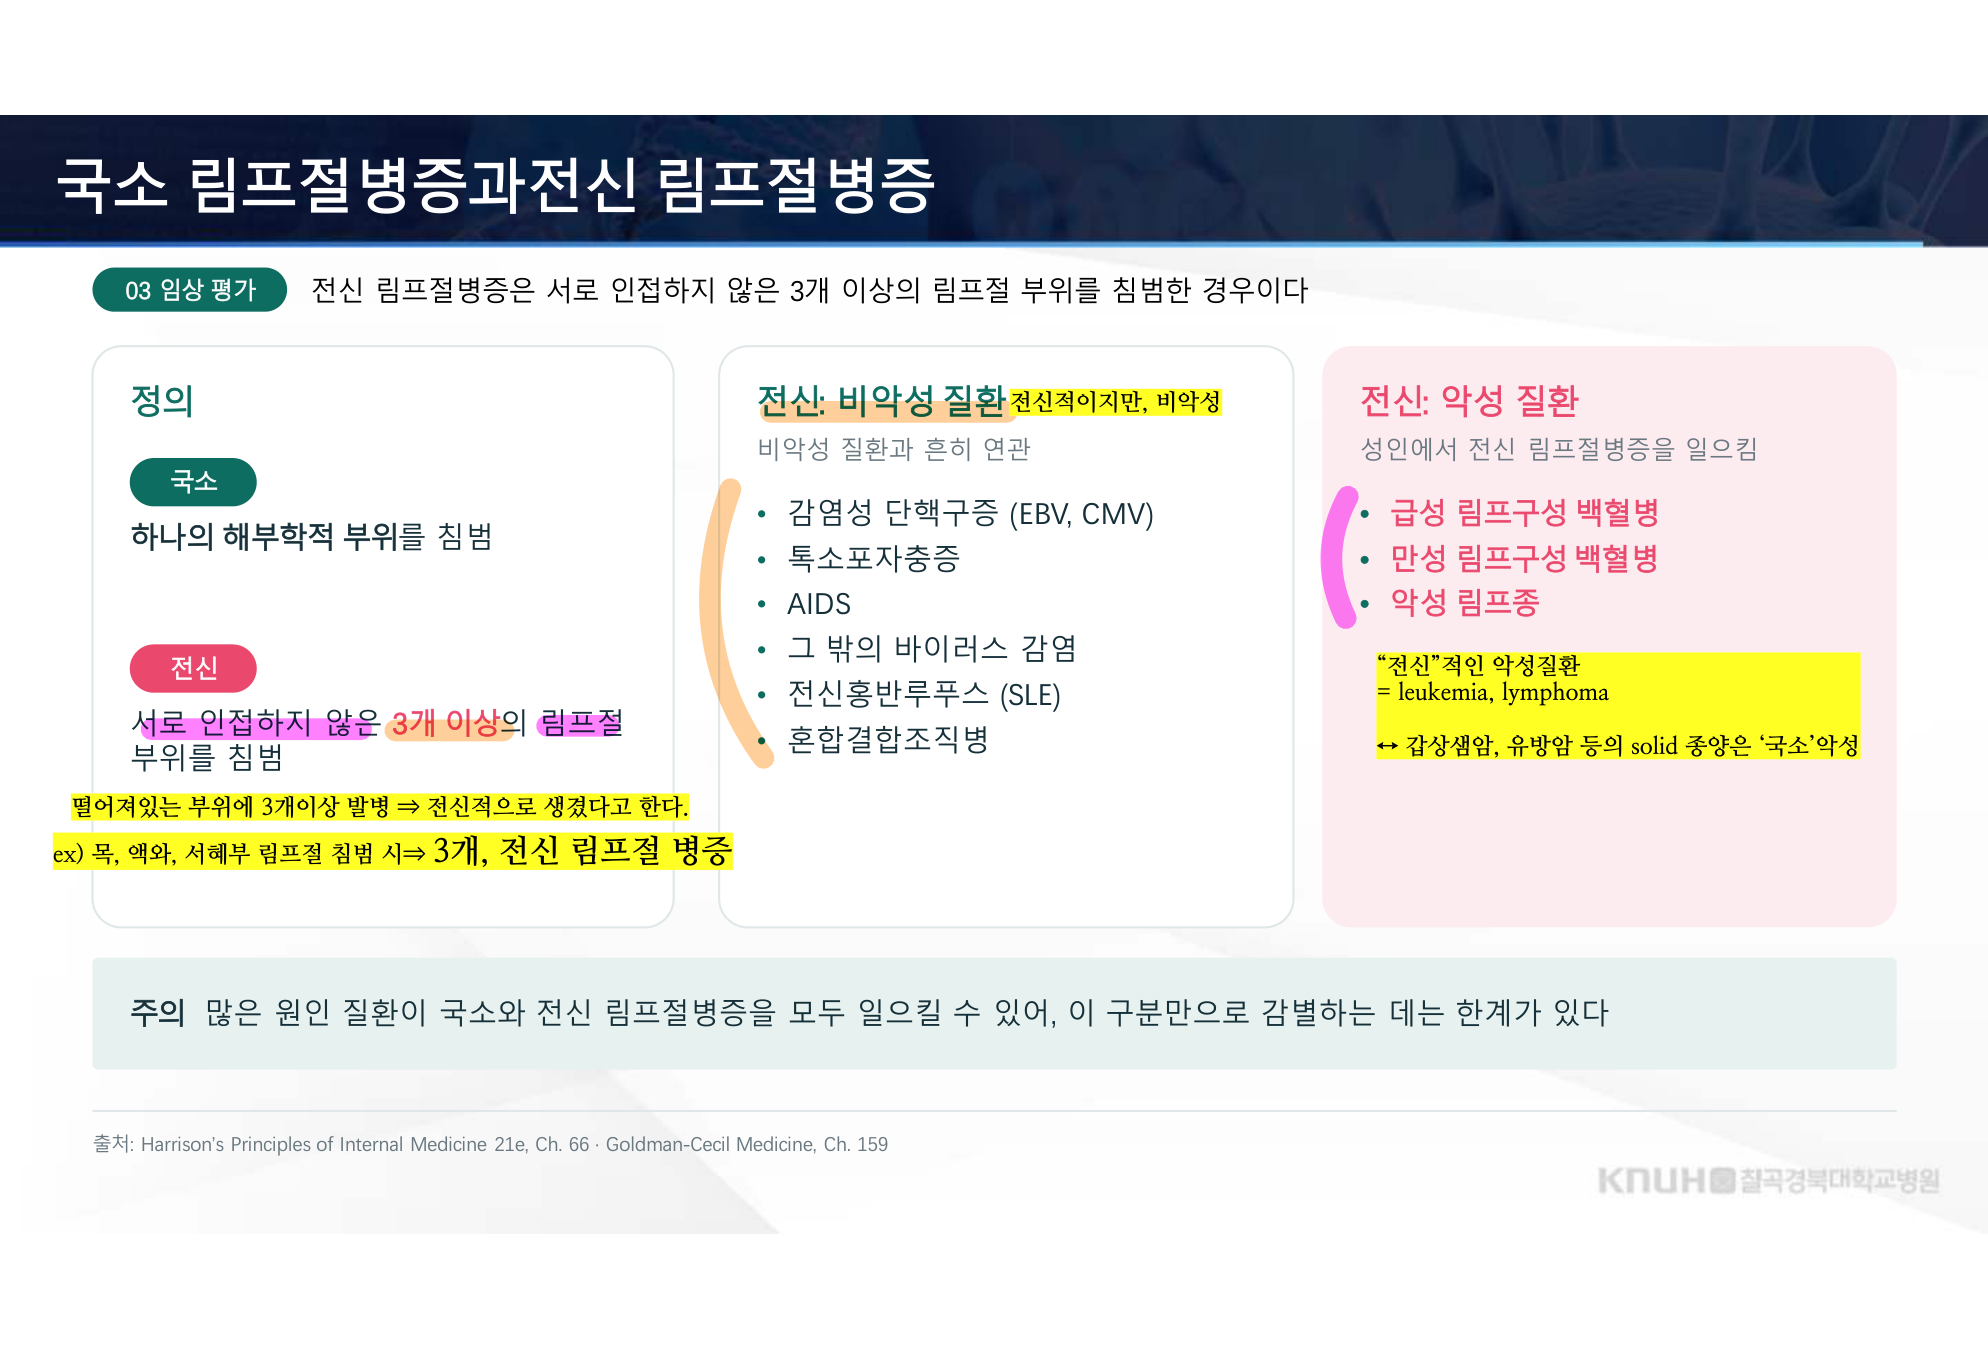 국소 림프절병증과전신 림프절병증
03 임상 평가
전신 림프절병증은 서로 인접하지 않은 3개 이상의 림프절 부위를 침범한 경우이다
정의
국소
하나의 해부학적 부위를 침범
전신
서로 인접하지 않은 3개 이상의 림프절
부위를 침범
떨어져있는 부위에 3개이상 발병 ⇒ 전신적으로 생겼다고 한다.
ex) 목, 액와, 서혜부 림프절 침범 시⇒ 3개, 전신 림프절 병증
전신: 비악성 질환 전신적이지만, 비악성
비악성 질환과 흔히 연관
• 감염성 단핵구증 (EBV, CMV)
• 톡소포자충증
• AIDS
• 그 밖의 바이러스 감염
• 전신홍반루푸스 (SLE)
• 혼합결합조직병
전신: 악성 질환
성인에서 전신 림프절병증을 일으킴
• 급성 림프구성 백혈병
• 만성 림프구성 백혈병
• 악성 림프종
“전신”적인 악성질환
= leukemia, lymphoma
↔ 갑상샘암, 유방암 등의 solid 종양은 ‘국소’악성
주의 많은 원인 질환이 국소와 전신 림프절병증을 모두 일으킬 수 있어, 이 구분만으로 감별하는 데는 한계가 있다
출처: Harrison’s Principles of Internal Medicine 21e, Ch. 66 · Goldman-Cecil Medicine, Ch. 159
KNUH 칠곡경북대학교병원